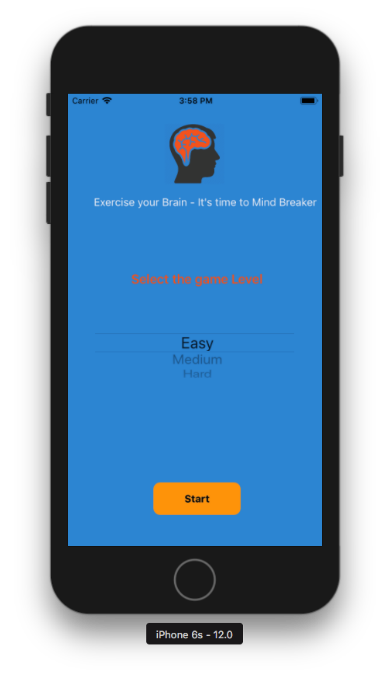 Carrier 3:58 PM
Exercise your Brain - It's time to Mind Breaker
Select the game Level
Easy
Medium
Hard
Start
iPhone 6s - 12.0